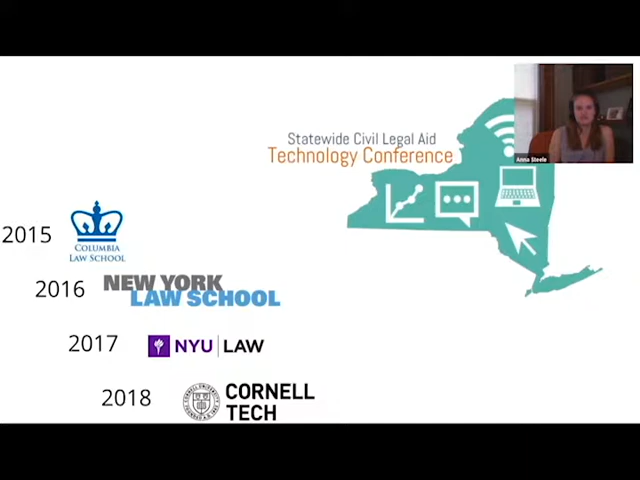 Statewide Civil Legal Aid
Technology Conference
Anna Steele
2015
COLUMBIA
LAW SCHOOL
2016
NEW YORK
LAW SCHOOL
2017
NYU LAW
2018
CORNELL
TECH